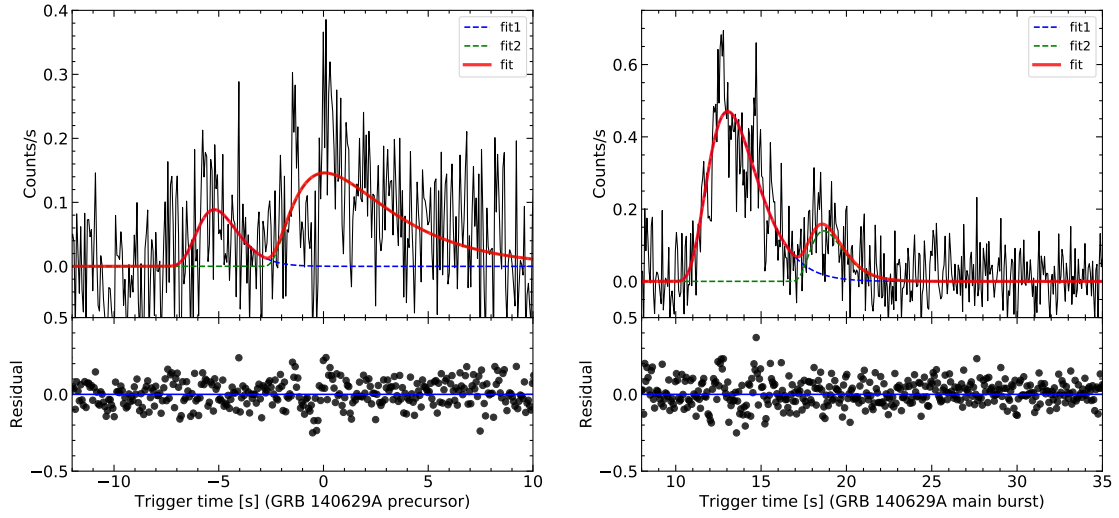 0.4
0.3
0.2
0.1
0.0
Counts/s
fit1
fit2
fit
0.5
0.0
−0.5
Residual
−10
−5
0
5
10
Trigger time [s] (GRB 140629A precursor)
0.6
0.4
0.2
0.0
Counts/s
fit1
fit2
fit
0.5
0.0
−0.5
Residual
10
15
20
25
30
35
Trigger time [s] (GRB 140629A main burst)